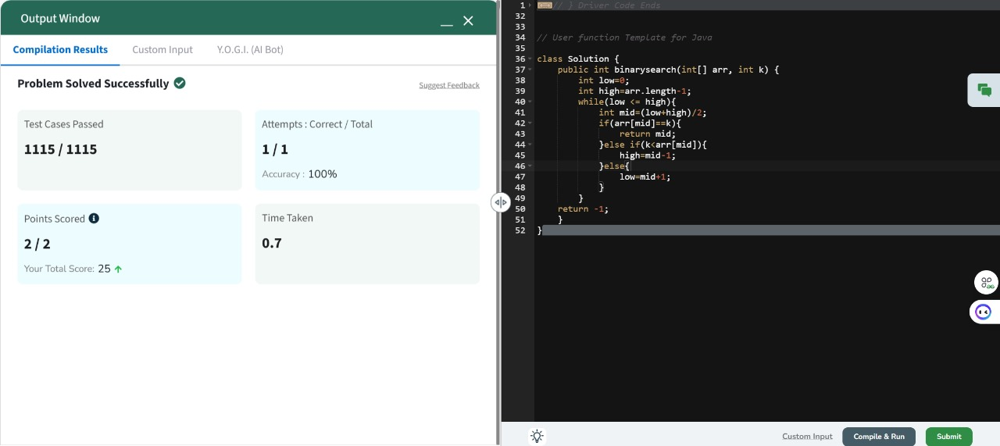 Output Window
Compilation Results
Custom Input
Y.O.G.I. (AI Bot)
Problem Solved Successfully
Suggest Feedback
Test Cases Passed
1115 / 1115
Attempts : Correct / Total
1 / 1
Accuracy : 100%
Points Scored
2 / 2
Your Total Score: 25
Time Taken
0.7
1 // } Driver Code Ends
32
33
34 // User function Template for Java
35
36 class Solution {
37     public int binarysearch(int[] arr, int k) {
38         int low=0;
39         int high=arr.length-1;
40         while(low <= high){
41             int mid=(low+high)/2;
42             if(arr[mid]==k){
43                 return mid;
44             }else if(k<arr[mid]){
45                 high=mid-1;
46             }else{
47                 low=mid+1;
48             }
49         }
50     return -1;
51     }
52 }
Custom Input
Compile & Run
Submit